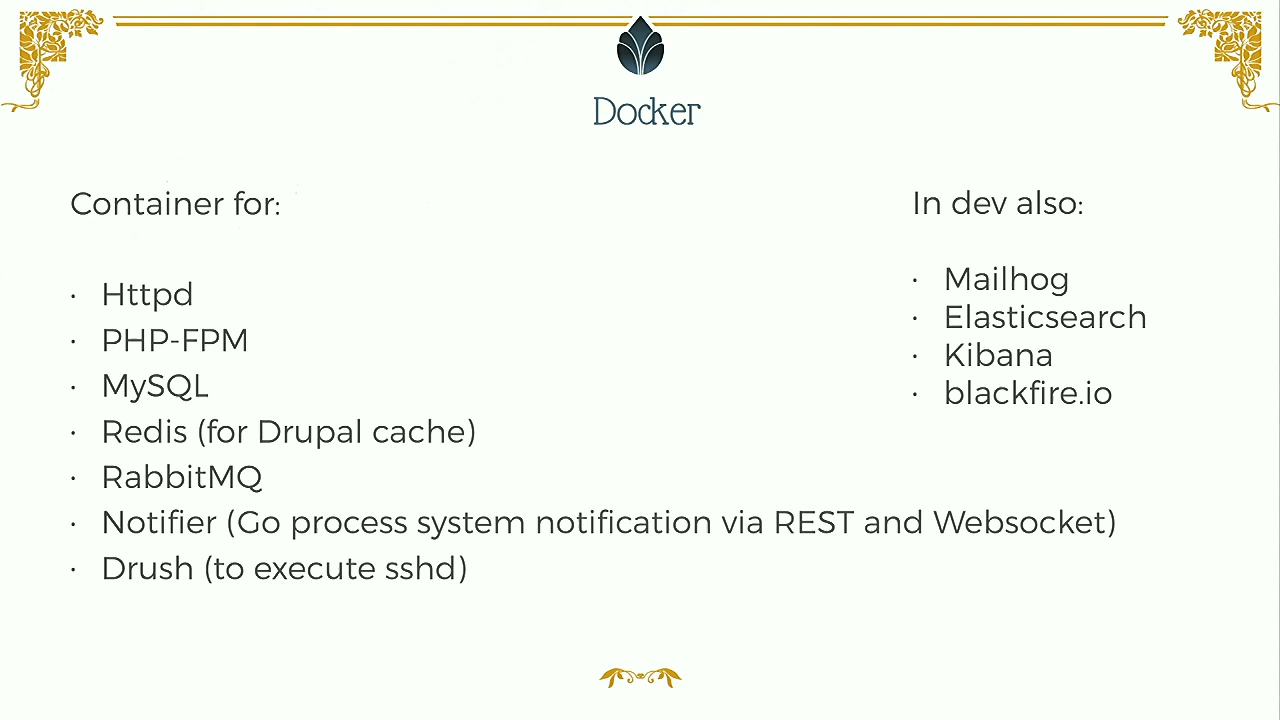 Docker
Container for:
· Httpd
· PHP-FPM
· MySQL
· Redis (for Drupal cache)
· RabbitMQ
· Notifier (Go process system notification via REST and Websocket)
· Drush (to execute sshd)
In dev also:
· Mailhog
· Elasticsearch
· Kibana
· blackfire.io